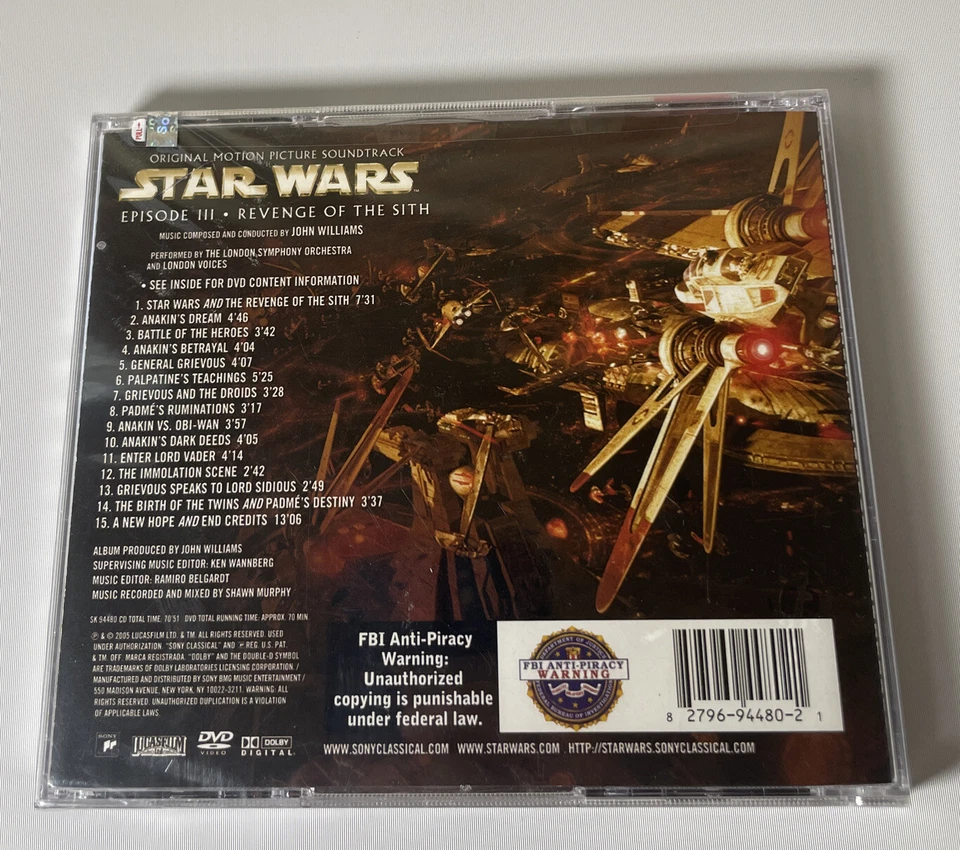 PULL
So
ORIGINAL MOTION PICTURE SOUNDTRACK
STAR WARS™
EPISODE III • REVENGE OF THE SITH
MUSIC COMPOSED AND CONDUCTED BY JOHN WILLIAMS
PERFORMED BY THE LONDON SYMPHONY ORCHESTRA
AND LONDON VOICES
• SEE INSIDE FOR DVD CONTENT INFORMATION
1. STAR WARS AND THE REVENGE OF THE SITH 7'31
2. ANAKIN'S DREAM 4'46
3. BATTLE OF THE HEROES 3'42
4. ANAKIN'S BETRAYAL 4'04
5. GENERAL GRIEVOUS 4'07
6. PALPATINE'S TEACHINGS 5'25
7. GRIEVOUS AND THE DROIDS 3'28
8. PADMÉ'S RUMINATIONS 3'17
9. ANAKIN VS. OBI-WAN 3'57
10. ANAKIN'S DARK DEEDS 4'05
11. ENTER LORD VADER 4'14
12. THE IMMOLATION SCENE 2'42
13. GRIEVOUS SPEAKS TO LORD SIDIOUS 2'49
14. THE BIRTH OF THE TWINS AND PADMÉ'S DESTINY 3'37
15. A NEW HOPE AND END CREDITS 13'06
ALBUM PRODUCED BY JOHN WILLIAMS
SUPERVISING MUSIC EDITOR: KEN WANNBERG
MUSIC EDITOR: RAMIRO BELGARDT
MUSIC RECORDED AND MIXED BY SHAWN MURPHY
SK 94480 CD TOTAL TIME: 70'51 DVD TOTAL RUNNING TIME: APPROX. 70 MIN
℗ & © 2005 LUCASFILM LTD. & TM. ALL RIGHTS RESERVED. USED
UNDER AUTHORIZATION. "SONY CLASSICAL" AND REG. U.S. PAT.
& TM. OFF. MARCA REGISTRADA. "DOLBY" AND THE DOUBLE-D SYMBOL
ARE TRADEMARKS OF DOLBY LABORATORIES LICENSING CORPORATION. /
MANUFACTURED AND DISTRIBUTED BY SONY BMG MUSIC ENTERTAINMENT /
550 MADISON AVENUE, NEW YORK, NY 10022-3211. WARNING: ALL
RIGHTS RESERVED. UNAUTHORIZED DUPLICATION IS A VIOLATION
OF APPLICABLE LAWS.
FBI Anti-Piracy
Warning:
Unauthorized
copying is punishable
under federal law.
DEPARTMENT OF JUSTICE
FBI ANTI-PIRACY
WARNING
FEDERAL BUREAU OF INVESTIGATION
8 2796-94480-2 1
SONY
LUCASFILM
DVD
VIDEO
DOLBY
DIGITAL
WWW.SONYCLASSICAL.COM WWW.STARWARS.COM HTTP://STARWARS.SONYCLASSICAL.COM